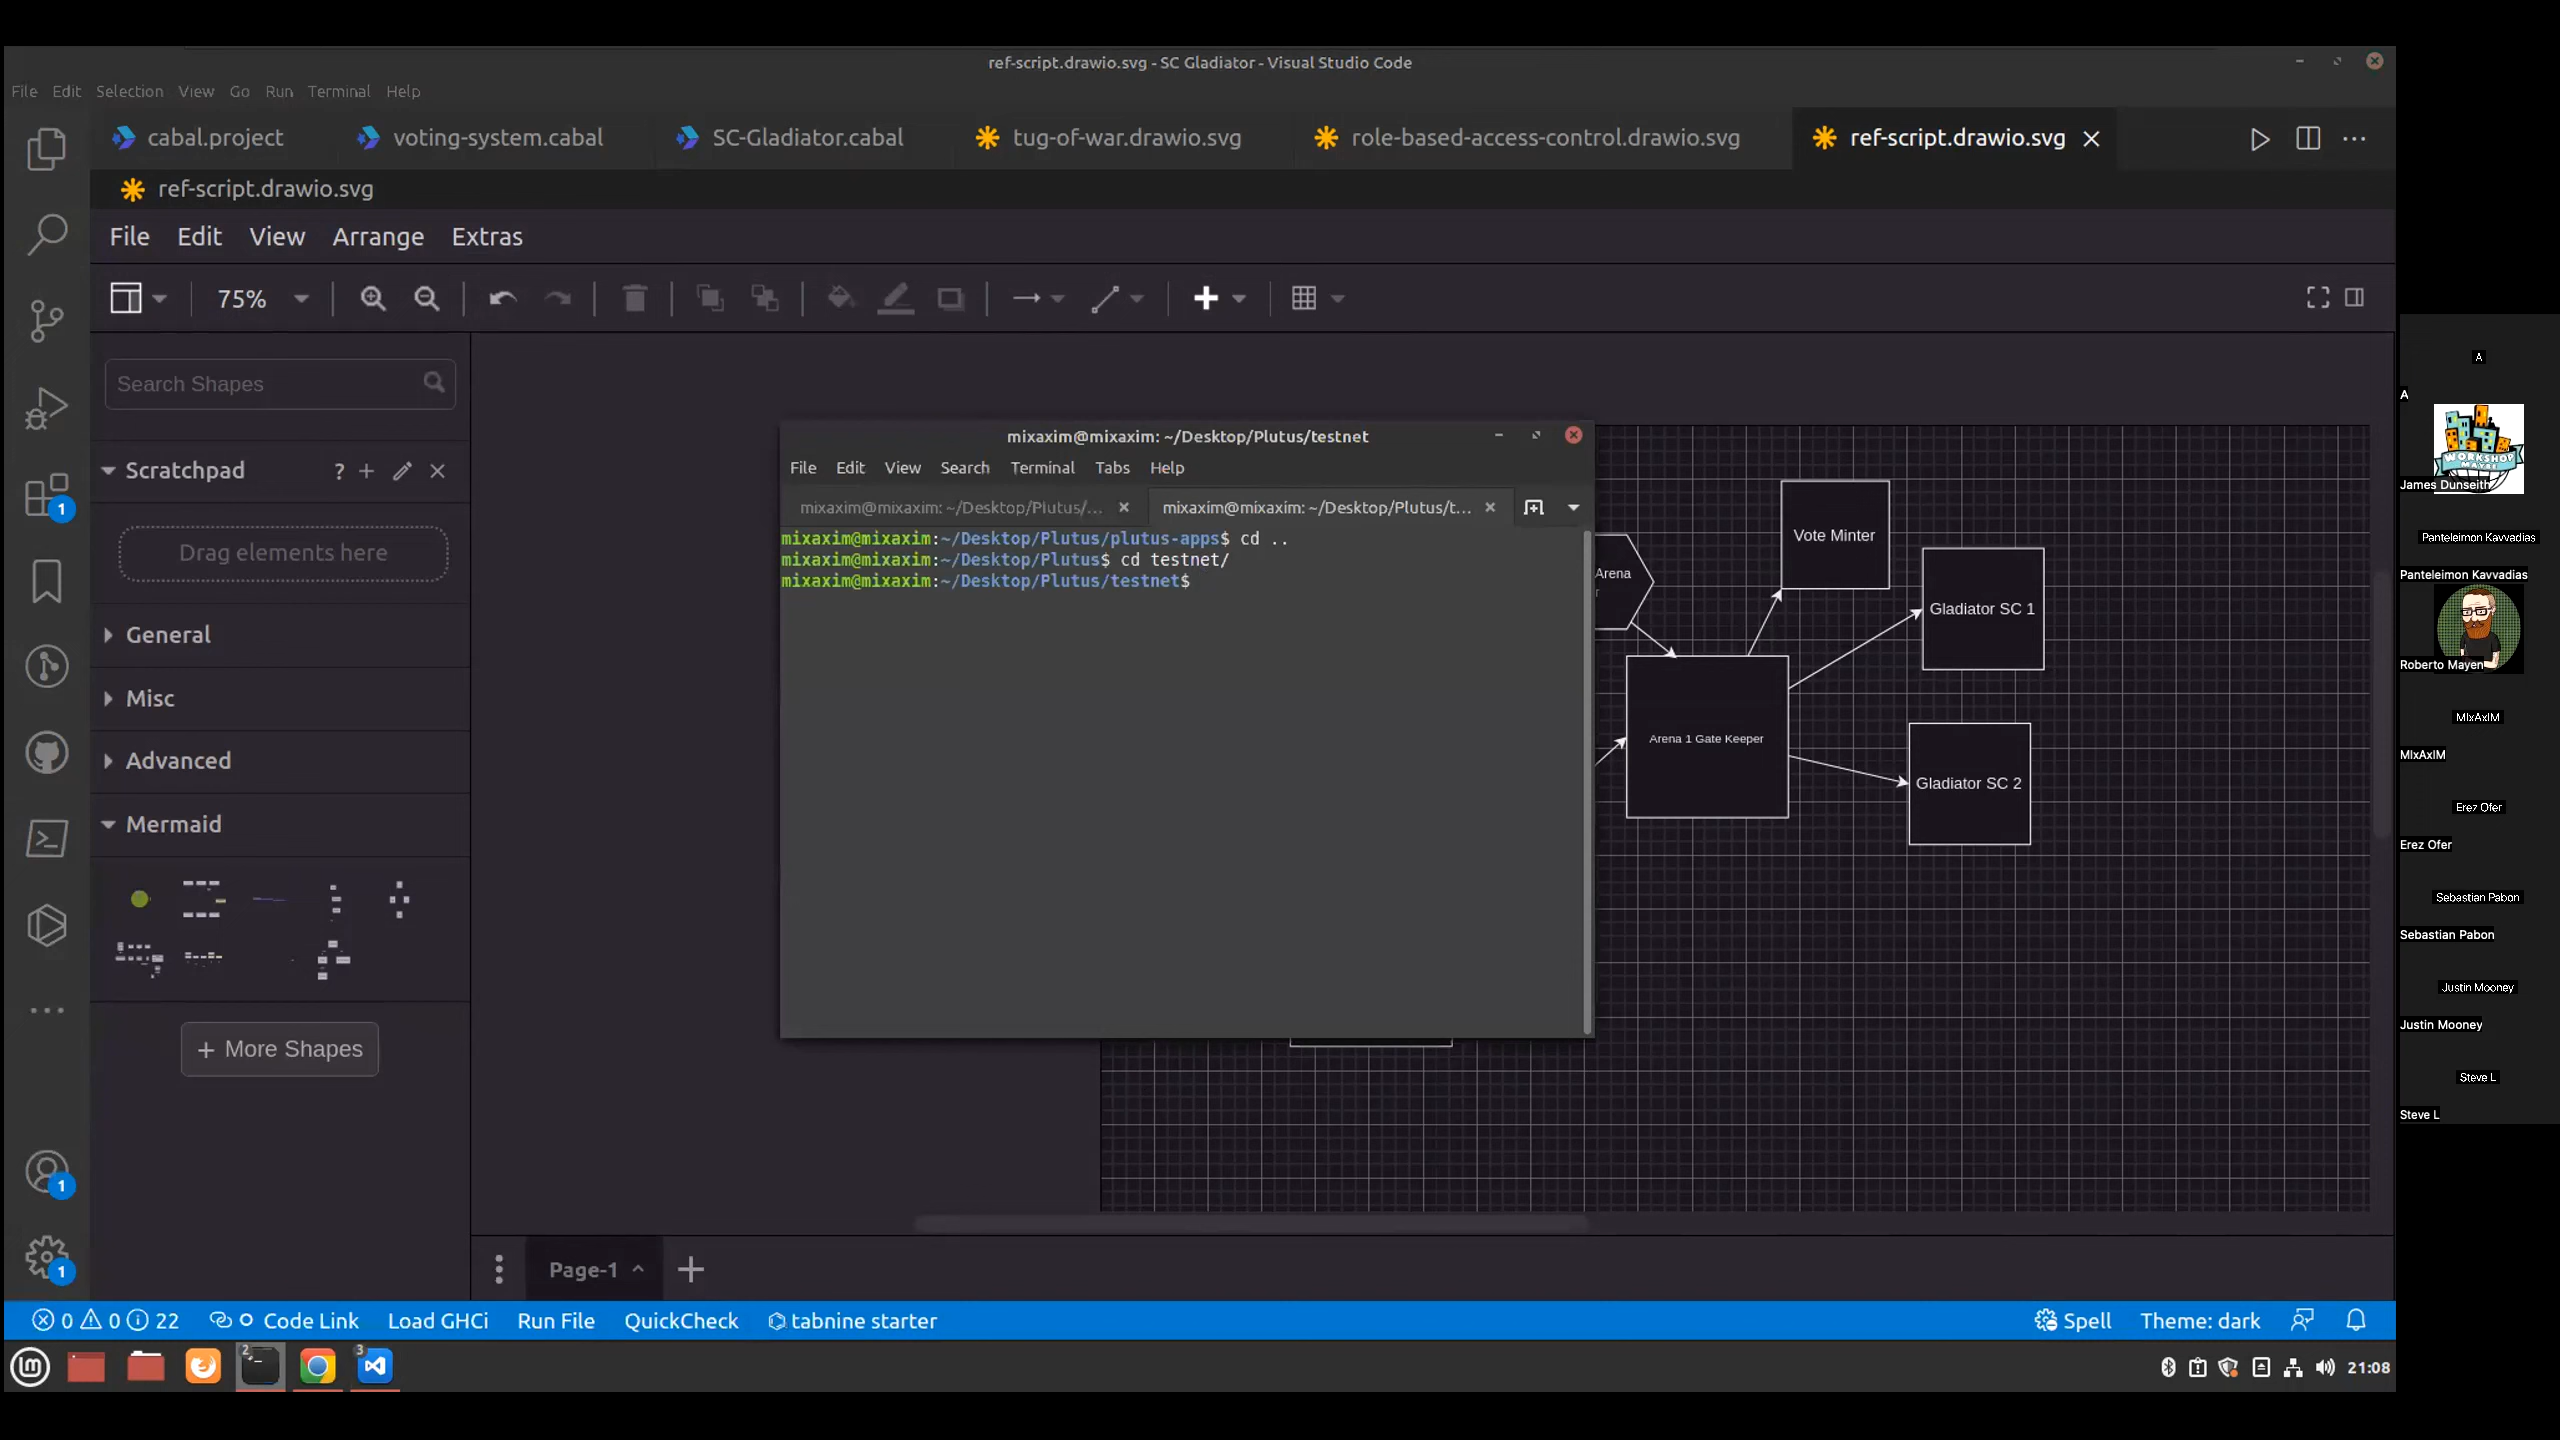 ref-script.drawio.svg - SC Gladiator - Visual Studio Code
File Edit Selection View Go Run Terminal Help
cabal.project voting-system.cabal SC-Gladiator.cabal tug-of-war.drawio.svg role-based-access-control.drawio.svg ref-script.drawio.svg
ref-script.drawio.svg
File Edit View Arrange Extras
75%
Search Shapes
Scratchpad ?
Drag elements here
General
Misc
Advanced
Mermaid
+ More Shapes
mixaxim@mixaxim: ~/Desktop/Plutus/testnet
File Edit View Search Terminal Tabs Help
mixaxim@mixaxim: ~/Desktop/Plutus/... mixaxim@mixaxim: ~/Desktop/Plutus/t...
mixaxim@mixaxim:~/Desktop/Plutus/plutus-apps$ cd ..
mixaxim@mixaxim:~/Desktop/Plutus$ cd testnet/
mixaxim@mixaxim:~/Desktop/Plutus/testnet$
Arena
r
Vote Minter
Gladiator SC 1
Arena 1 Gate Keeper
Gladiator SC 2
Page-1
0 0 22 Code Link Load GHCi Run File QuickCheck tabnine starter Spell Theme: dark
1
1
1
2
3
21:08
A
A
WORKSHOP
MAYBE
James Dunseith
Panteleimon Kavvadias
Panteleimon Kavvadias
Roberto Mayen
MIxAxIM
MIxAxIM
Erez Ofer
Erez Ofer
Sebastian Pabon
Sebastian Pabon
Justin Mooney
Justin Mooney
Steve L
Steve L